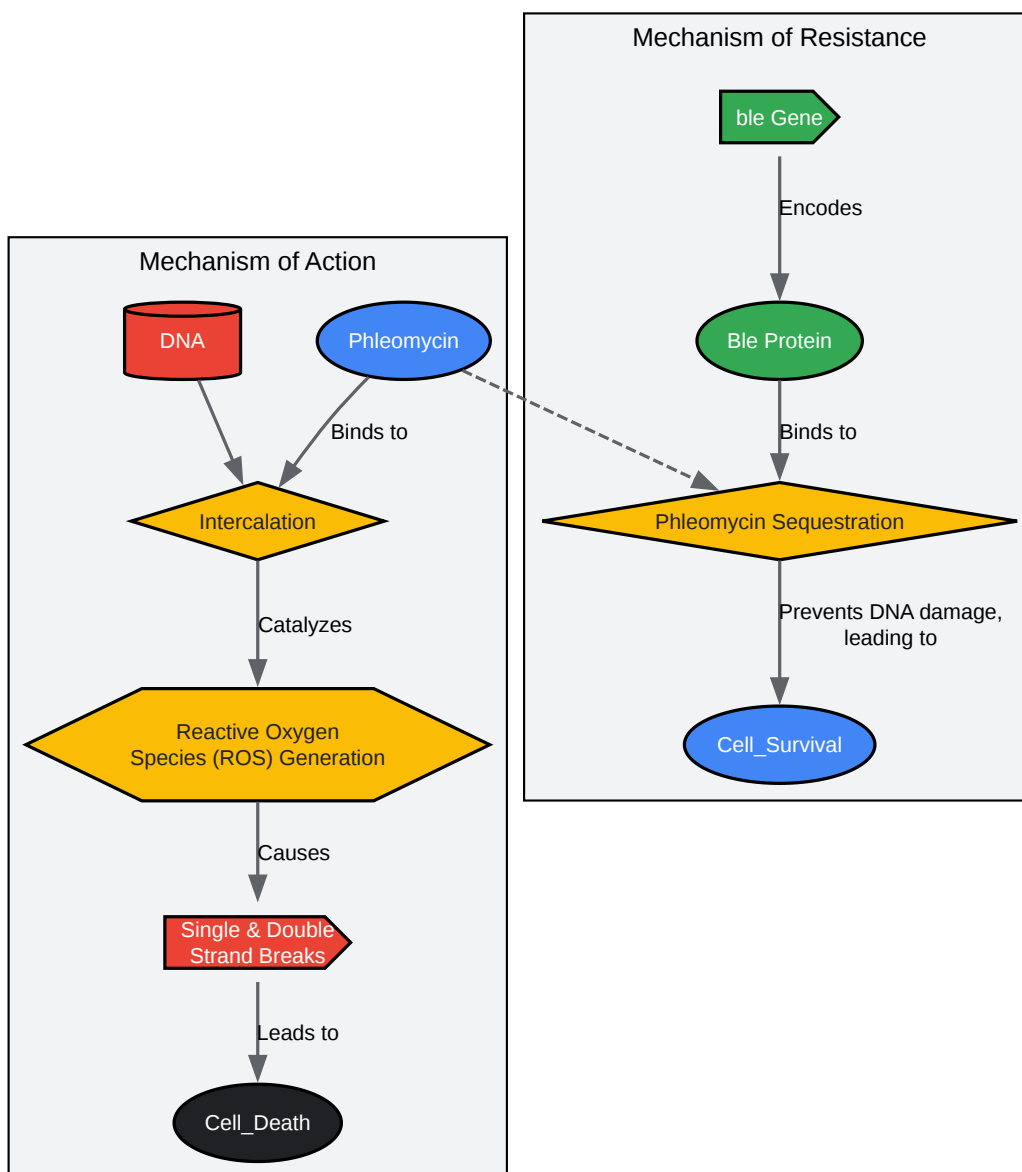 Mechanism of Resistance
ble Gene
Encodes
Mechanism of Action
DNA
Phleomycin
Ble Protein
Binds to
Binds to
Intercalation
Phleomycin Sequestration
Catalyzes
Prevents DNA damage,
leading to
Reactive Oxygen
Species (ROS) Generation
Cell_Survival
Causes
Single & Double
Strand Breaks
Leads to
Cell_Death